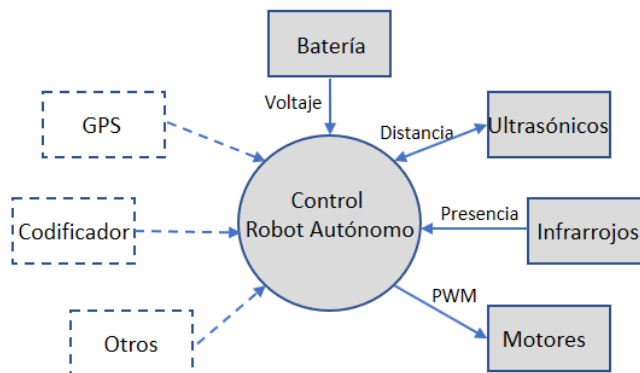 Batería
Voltaje
GPS
Ultrasónicos
Distancia
Control
Robot Autónomo
Codificador
Presencia
Infrarrojos
PWM
Otros
Motores